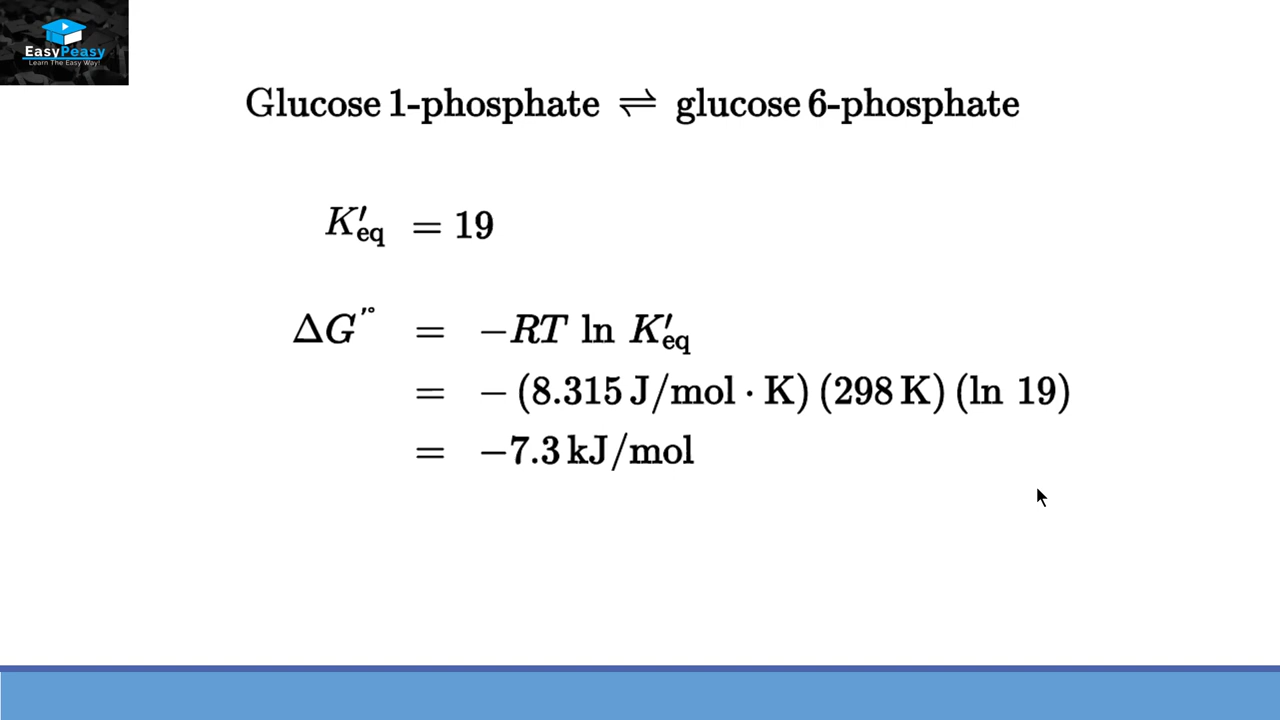 EasyPeasy
Learn The Easy Way!
Glucose 1-phosphate ⇌ glucose 6-phosphate
K′eq = 19
ΔG′° = −RT ln K′eq
= −(8.315 J/mol · K)(298 K)(ln 19)
= −7.3 kJ/mol